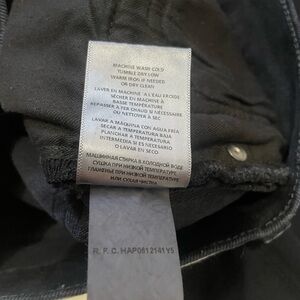 MACHINE WASH COLD
TUMBLE DRY LOW
WARM IRON IF NEEDED
OR DRY CLEAN
LAVER EN MACHINE À L'EAU FROIDE
SÉCHER EN MACHINE À
BASSE TEMPÉRATURE
REPASSER À FER CHAUD SI NÉCESSAIRE
OU NETTOYER À SEC
LAVAR A MÁQUINA CON AGUA FRÍA
SECAR A TEMPERATURA BAJA
PLANCHAR A TEMPERATURA
INTERMEDIA SI ES NECESARIO
O LAVAR EN SECO
МАШИННАЯ СТИРКА В ХОЛОДНОЙ ВОДЕ
СУШКА ПРИ НИЗКОЙ ТЕМПЕРАТУРЕ
ГЛАЖЕНЬЕ ПРИ НИЗКОЙ ТЕМПЕРАТУРЕ
ИЛИ СУХАЯ ЧИСТКА
R. P. C. HAP0612141Y5